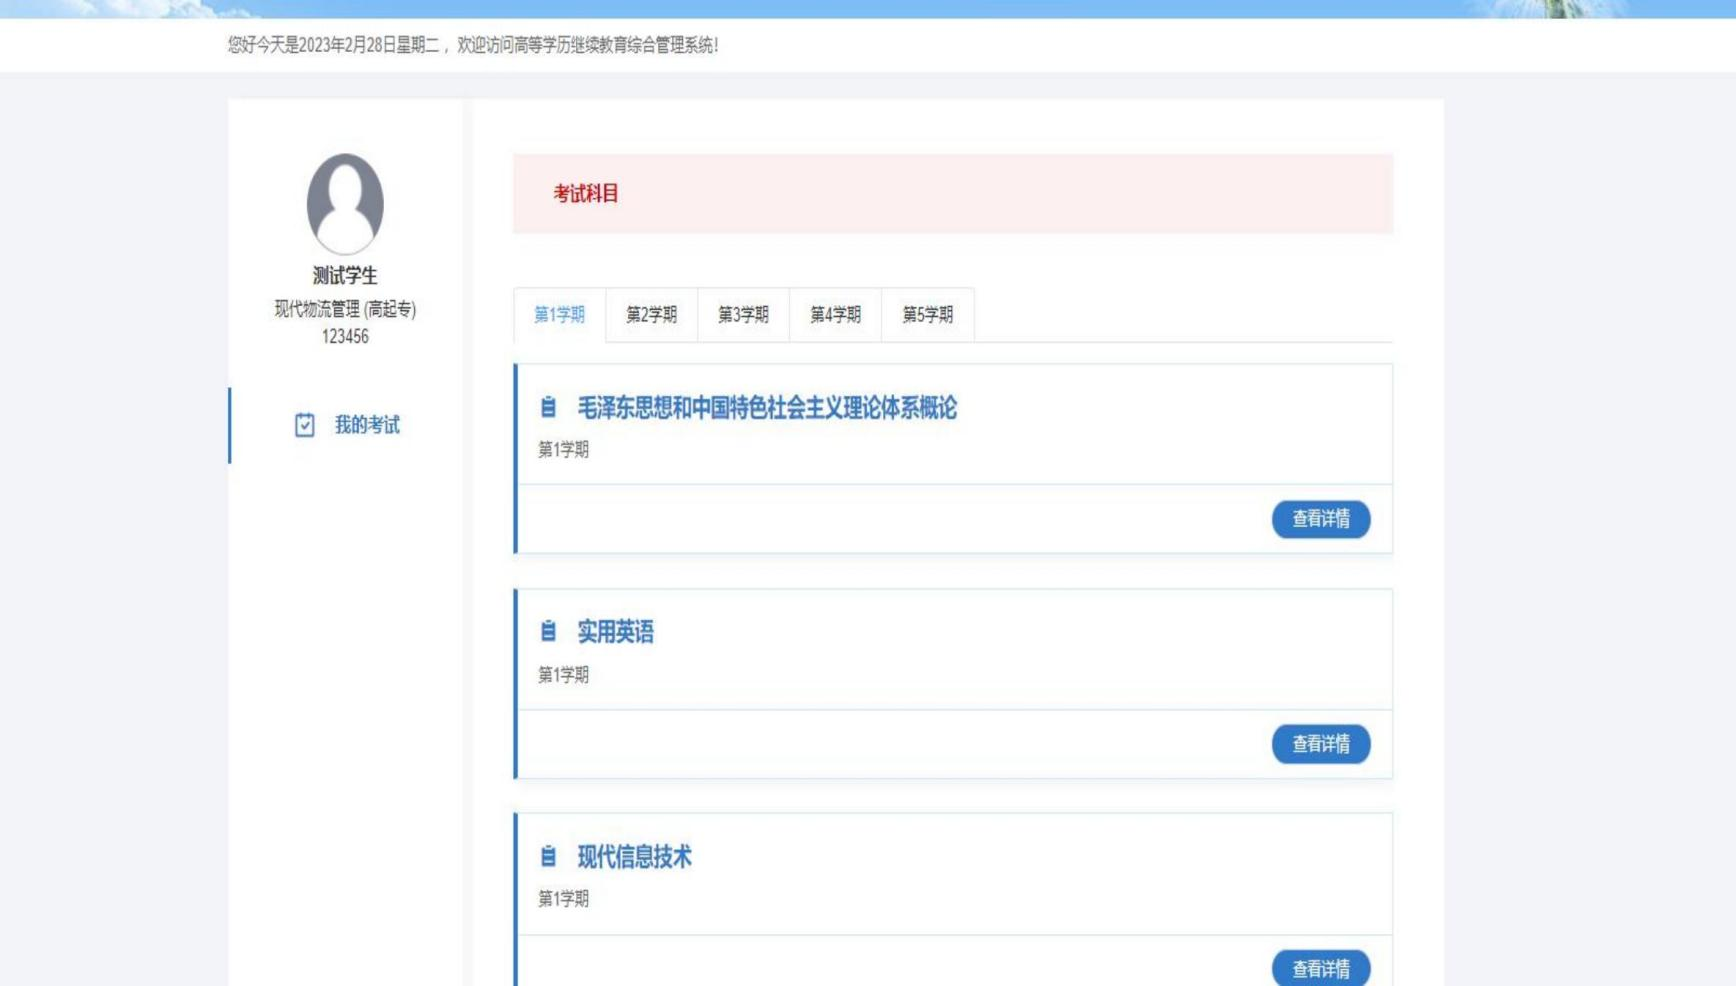 您好今天是2023年2月28日星期二，欢迎访问高等学历继续教育综合管理系统!
测试学生
现代物流管理 (高起专)
123456
我的考试
考试科目
第1学期 第2学期 第3学期 第4学期 第5学期
毛泽东思想和中国特色社会主义理论体系概论
第1学期
查看详情
实用英语
第1学期
查看详情
现代信息技术
第1学期
查看详情